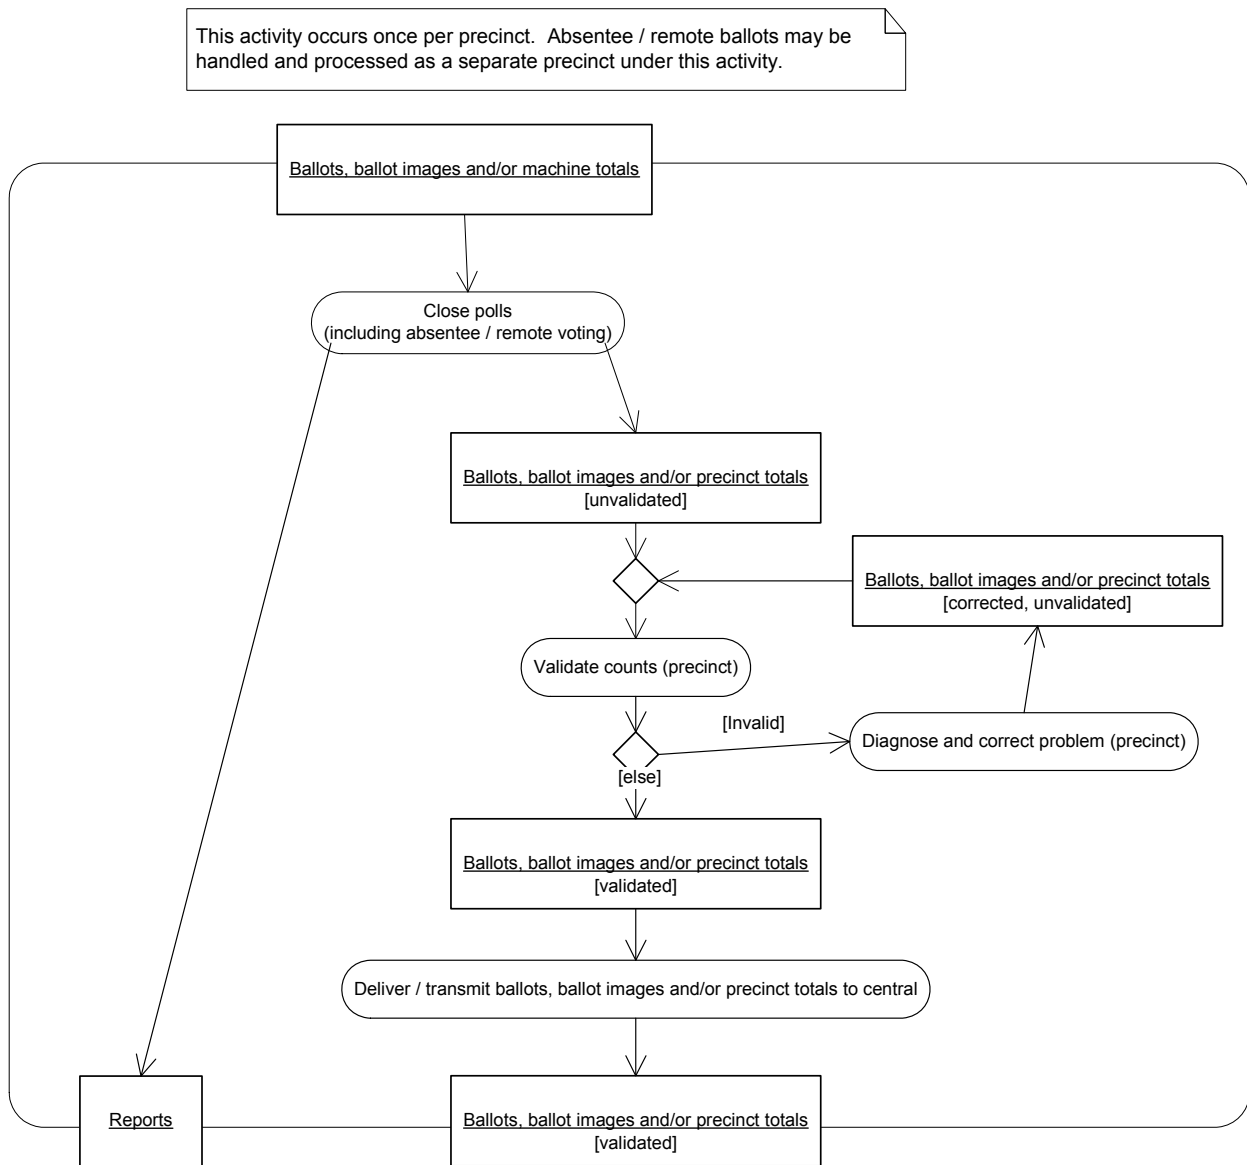 This activity occurs once per precinct.  Absentee / remote ballots may be
handled and processed as a separate precinct under this activity.
Ballots, ballot images and/or machine totals
Close polls
(including absentee / remote voting)
Ballots, ballot images and/or precinct totals
[unvalidated]
Ballots, ballot images and/or precinct totals
[corrected, unvalidated]
Validate counts (precinct)
[Invalid]
Diagnose and correct problem (precinct)
[else]
Ballots, ballot images and/or precinct totals
[validated]
Deliver / transmit ballots, ballot images and/or precinct totals to central
Reports
Ballots, ballot images and/or precinct totals
[validated]